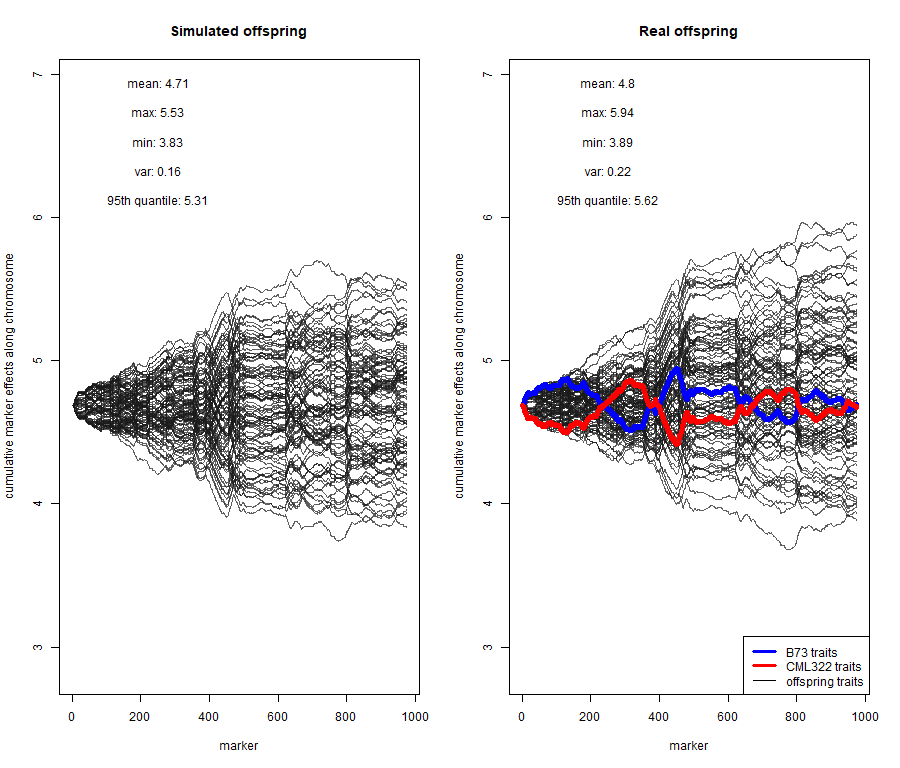 Simulated offspring
mean: 4.71
max: 5.53
min: 3.83
var: 0.16
95th quantile: 5.31
cumulative marker effects along chromosome
7
6
5
4
3
0 200 400 600 800 1000
marker
Real offspring
mean: 4.8
max: 5.94
min: 3.89
var: 0.22
95th quantile: 5.62
cumulative marker effects along chromosome
7
6
5
4
3
B73 traits
CML322 traits
offspring traits
0 200 400 600 800 1000
marker